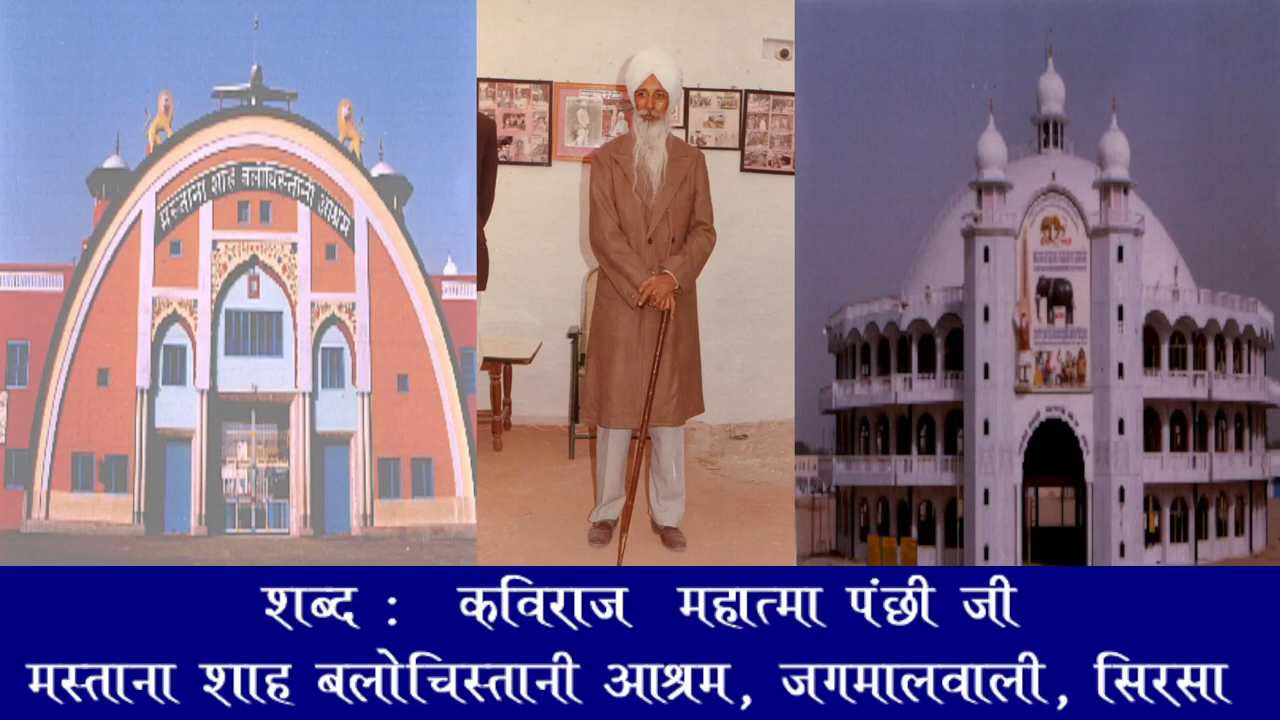 मस्ताना शाह बलोचिस्तानी आश्रम
शब्द : कविराज महात्मा पंछी जी
मस्ताना शाह बलोचिस्तानी आश्रम, जगमालवाली, सिरसा